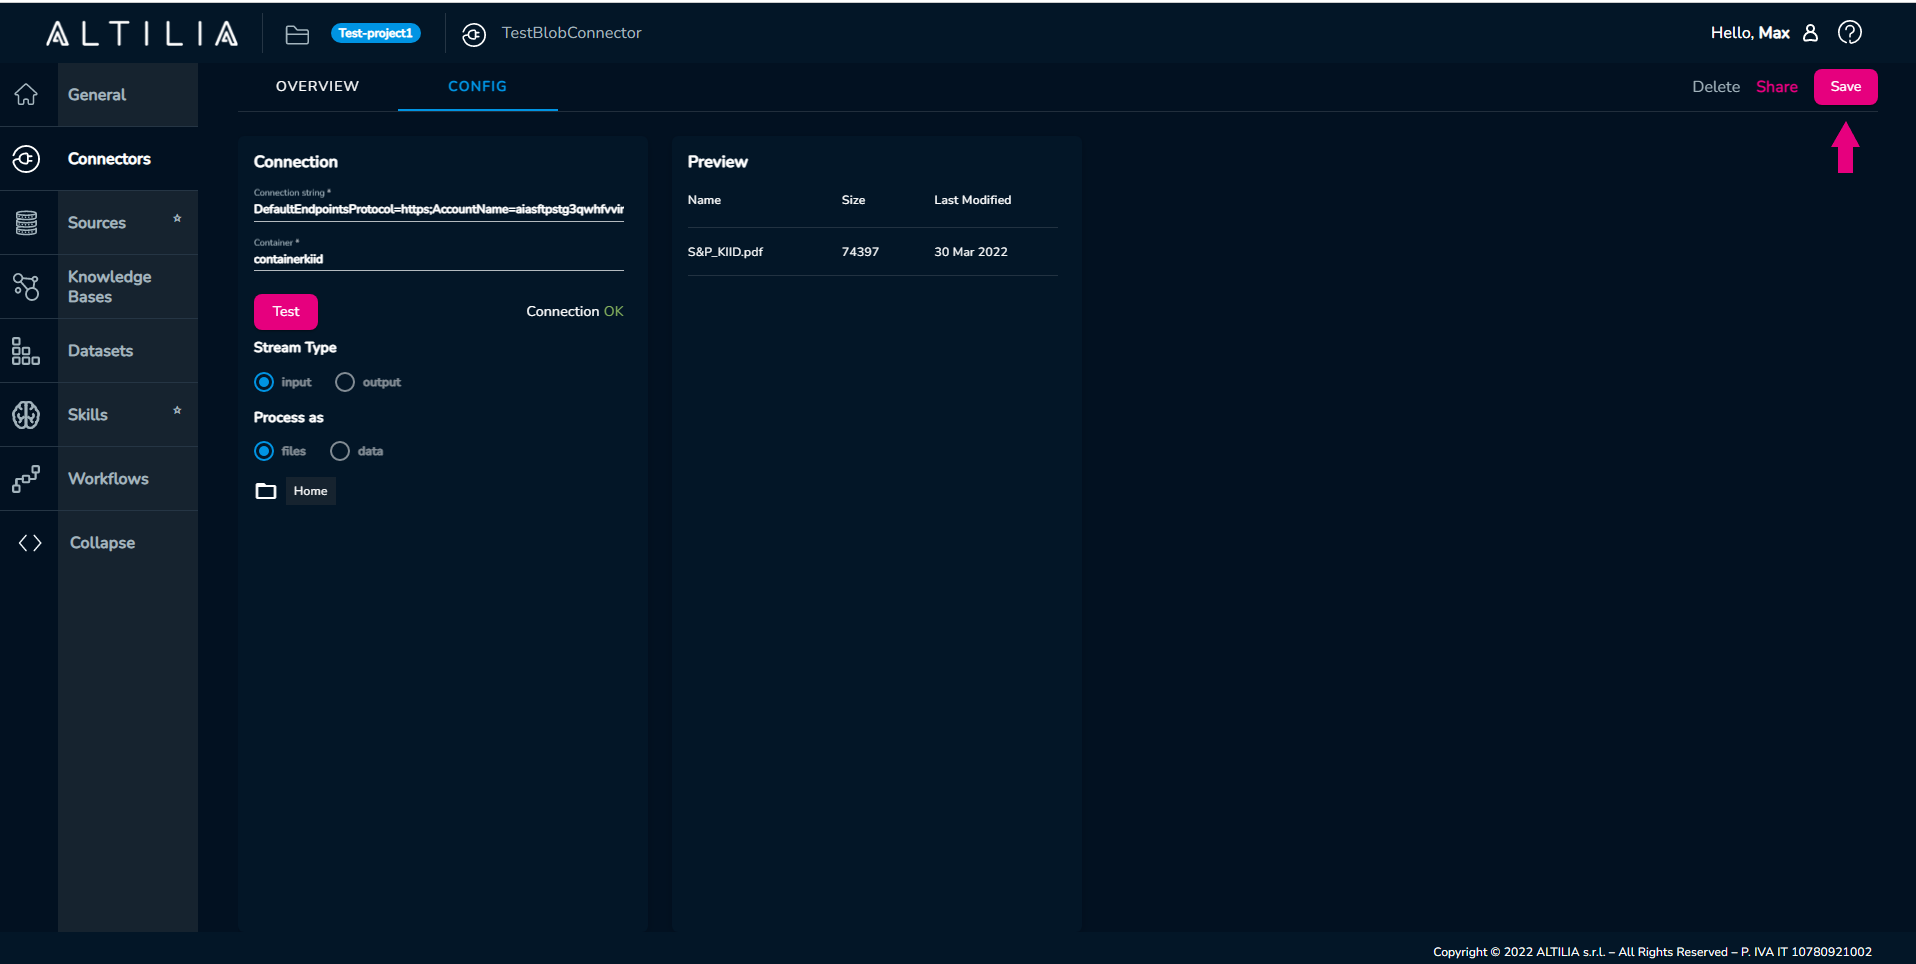 ALTILIA
Test-project1
TestBlobConnector
Hello, Max
General
Connectors
Sources
Knowledge
Bases
Datasets
Skills
Workflows
Collapse
OVERVIEW
CONFIG
Delete
Share
Save
Connection
Connection string *
DefaultEndpointsProtocol=https;AccountName=aiasftpstg3qwhfvvir
Container *
containerkiid
Test
Connection OK
Stream Type
input
output
Process as
files
data
Home
Preview
Name Size Last Modified
S&P_KIID.pdf 74397 30 Mar 2022
Copyright © 2022 ALTILIA s.r.l. – All Rights Reserved – P. IVA IT 10780921002